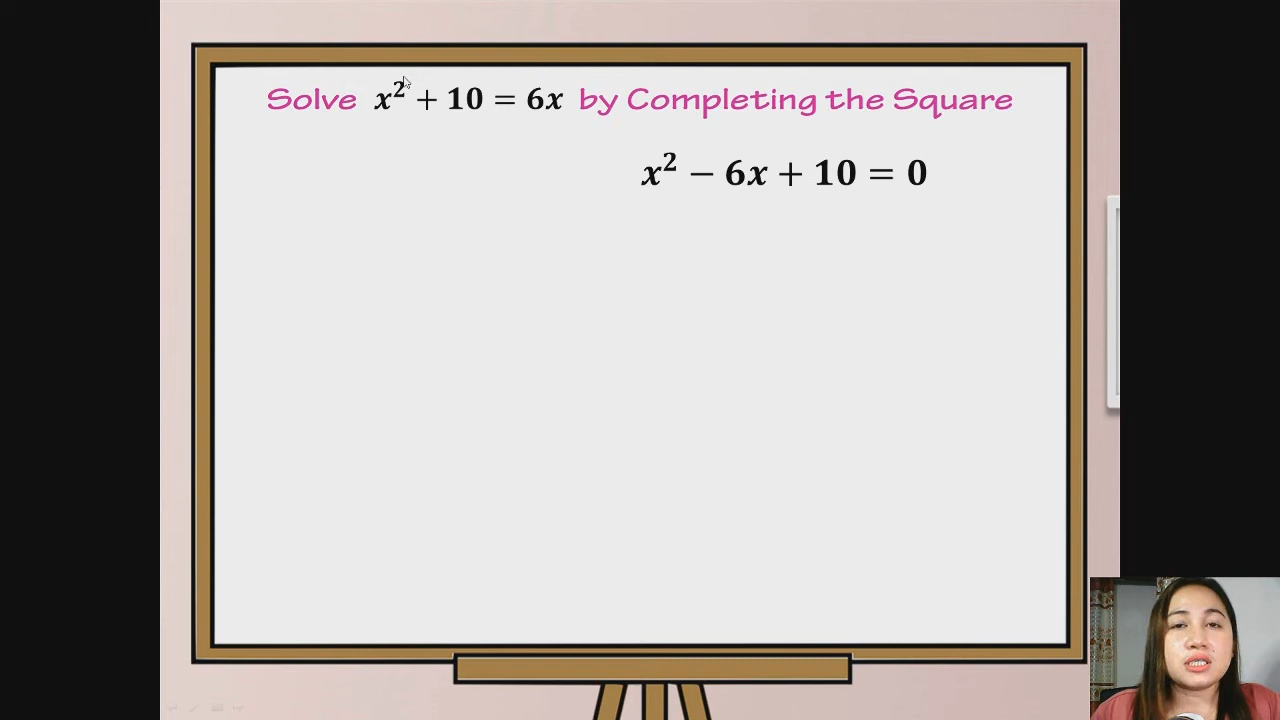 Solve x² + 10 = 6x by Completing the Square
x² − 6x + 10 = 0